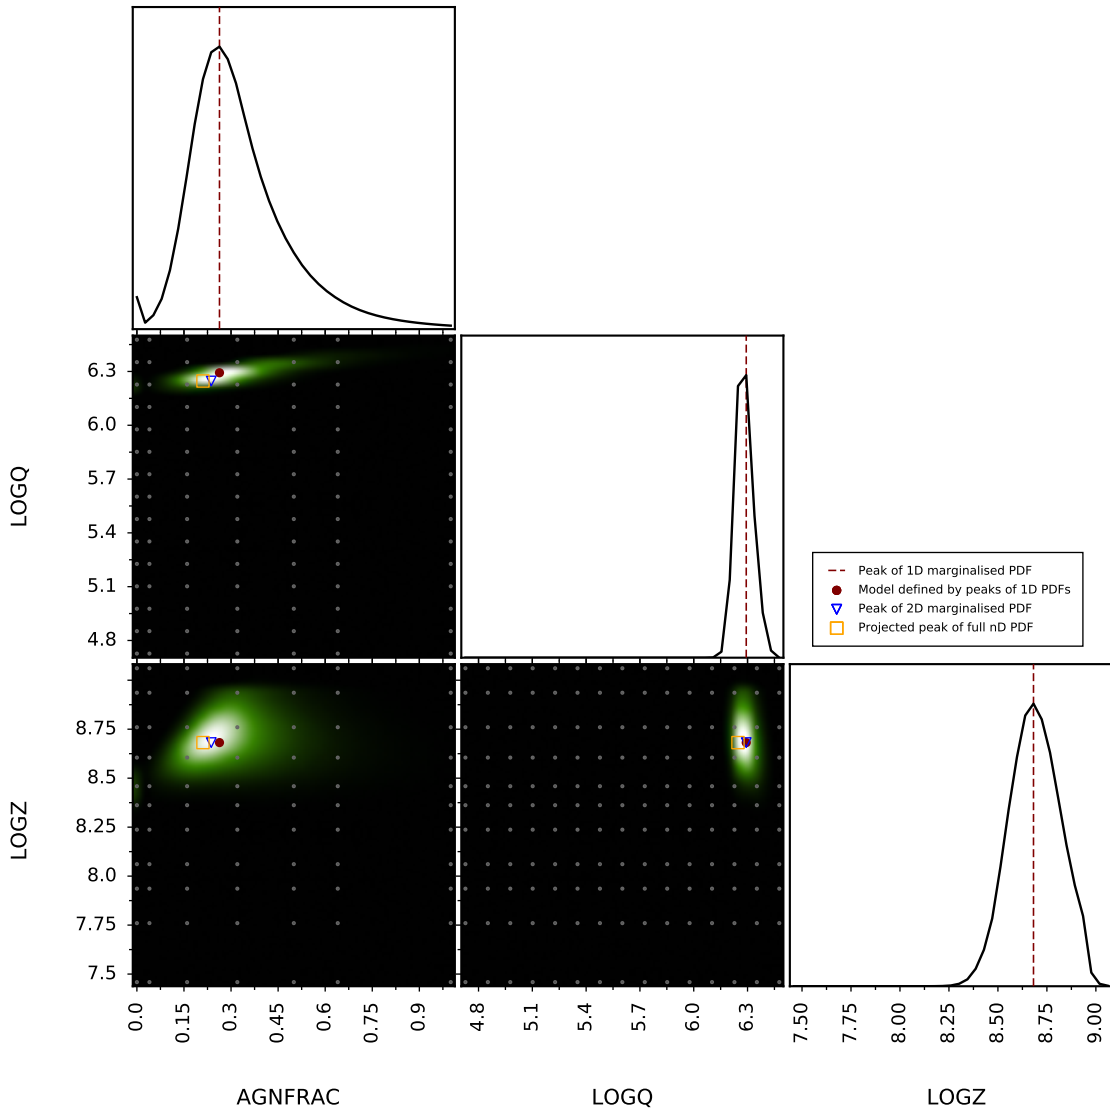 LOGQ
6.3
6.0
5.7
5.4
5.1
4.8
Peak of 1D marginalised PDF
Model defined by peaks of 1D PDFs
Peak of 2D marginalised PDF
Projected peak of full nD PDF
LOGZ
8.75
8.5
8.25
8.0
7.75
7.5
0.0 0.15 0.3 0.45 0.6 0.75 0.9
4.8 5.1 5.4 5.7 6.0 6.3
7.50 7.75 8.00 8.25 8.50 8.75 9.00
AGNFRAC
LOGQ
LOGZ